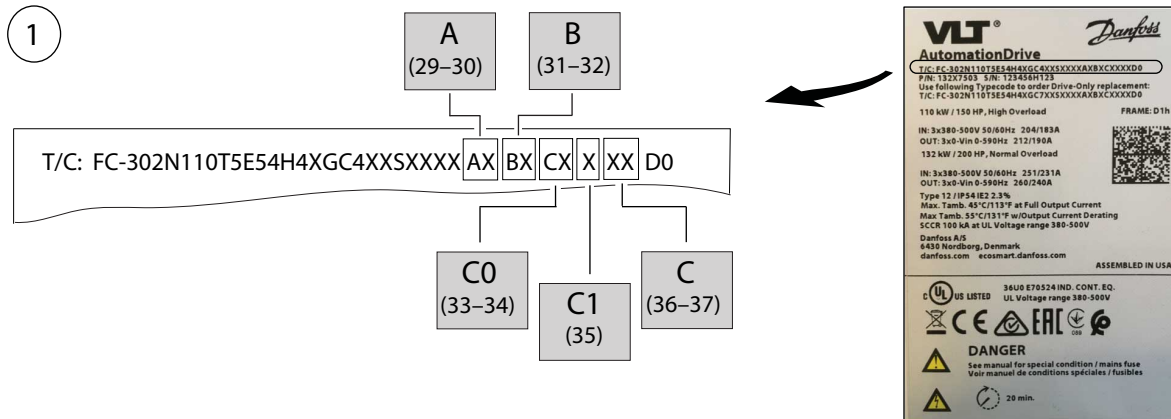 1
A
(29–30)
B
(31–32)
T/C: FC-302N110T5E54H4XGC4XXSXXXX AX BX CX X XX D0
C0
(33–34)
C1
(35)
C
(36–37)
VLT®
Danfoss
AutomationDrive
T/C: FC-302N110T5E54H4XGC4XXSXXXXAXBXCXXXXD0
P/N: 132X7503 S/N: 123456H123
Use following Typecode to order Drive-Only replacement:
T/C: FC-302N110T5E54H4XGC7XXSXXXXAXBXCXXXXD0
110 kW / 150 HP, High Overload FRAME: D1h
IN: 3x380-500V 50/60Hz 204/183A
OUT: 3x0-Vin 0-590Hz 212/190A
132 kW / 200 HP, Normal Overload
IN: 3x380-500V 50/60Hz 251/231A
OUT: 3x0-Vin 0-590Hz 260/240A
Type 12 / IP54 IE2 2.3%
Max. Tamb. 45°C/113°F at Full Output Current
Max Tamb. 55°C/131°F w/Output Current Derating
SCCR 100 kA at UL Voltage range 380-500V
Danfoss A/S
6430 Nordborg, Denmark
danfoss.com ecosmart.danfoss.com
ASSEMBLED IN USA
C UL US LISTED 36U0 E70524 IND. CONT. EQ.
UL Voltage range 380-500V
CE EAC
DANGER
See manual for special condition / mains fuse
Voir manuel de conditions spéciales / fusibles
20 min.